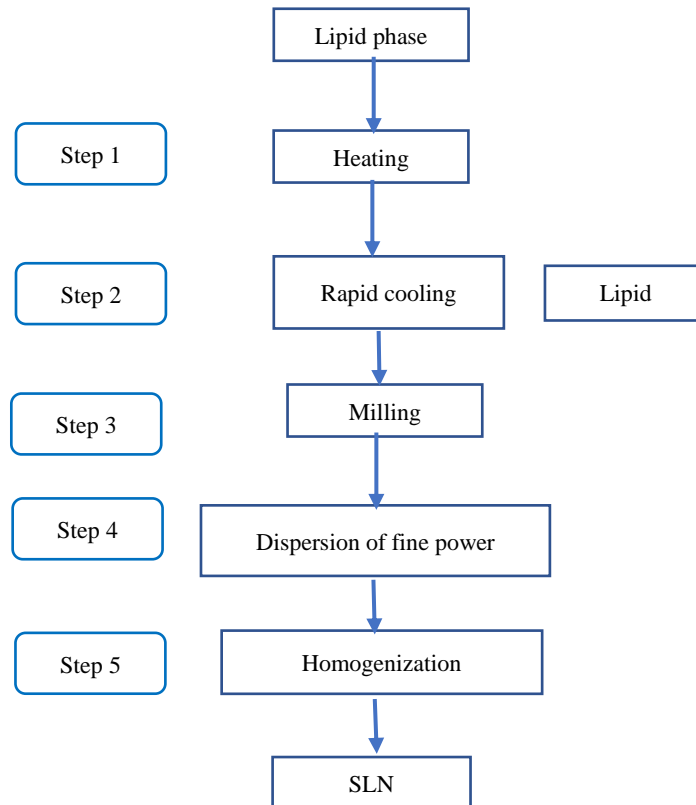 Lipid phase
Step 1
Heating
Step 2
Rapid cooling
Lipid
Step 3
Milling
Step 4
Dispersion of fine power
Step 5
Homogenization
SLN